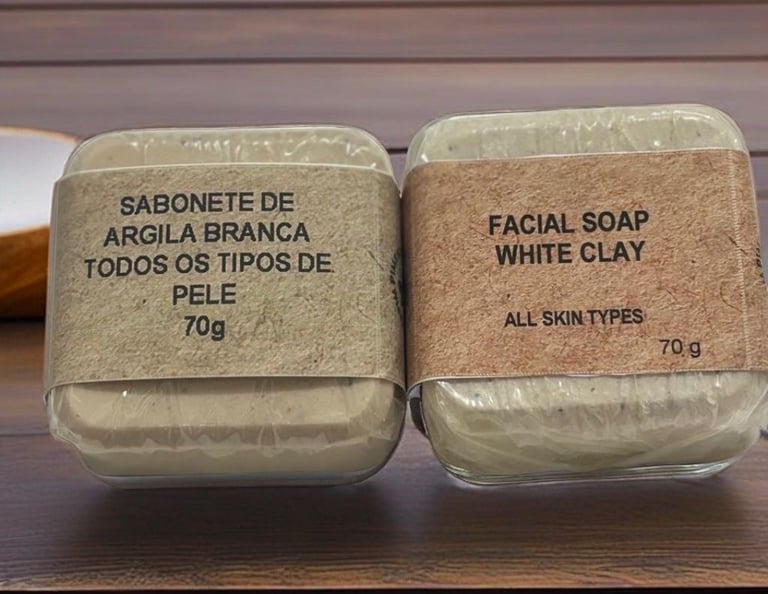 SABONETE DE
ARGILA BRANCA
TODOS OS TIPOS DE
PELE
70g
FACIAL SOAP
WHITE CLAY
ALL SKIN TYPES
70 g